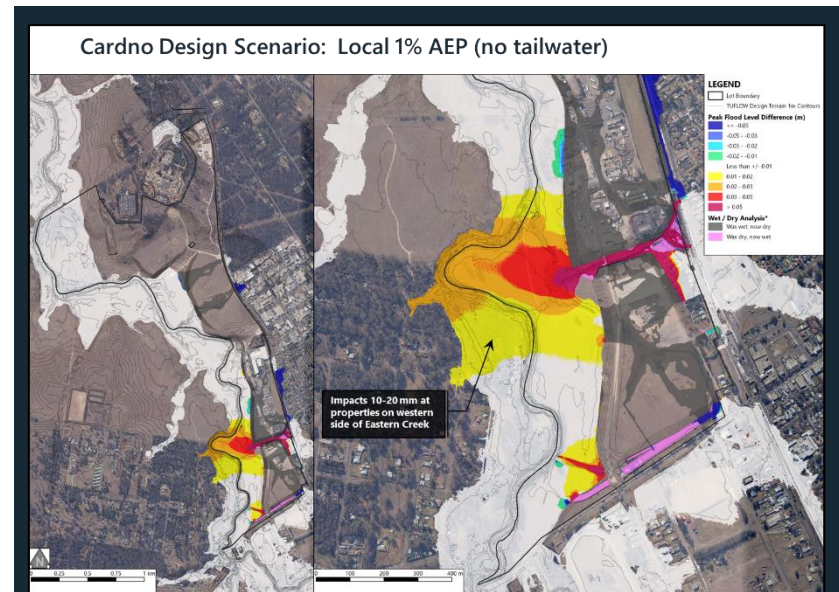 Cardno Design Scenario: Local 1% AEP (no tailwater)
LEGEND
Lot Boundary
TUFLOW Design Terrain 1m Contours
Peak Flood Level Difference (m)
<= -0.05
-0.05 - -0.03
-0.03 - -0.02
-0.02 - -0.01
Less than +/- 0.01
0.01 - 0.02
0.02 - 0.03
0.03 - 0.05
> 0.05
Wet / Dry Analysis*
Was wet, now dry
Was dry, now wet
Impacts 10-20 mm at
properties on western
side of Eastern Creek
0 0.25 0.5 0.75 1 km
0 100 200 300 400 m